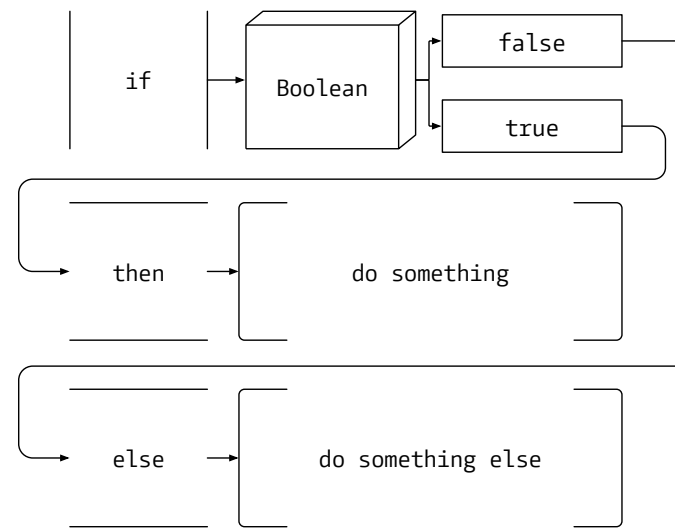 if
Boolean
false
true
then
do something
else
do something else